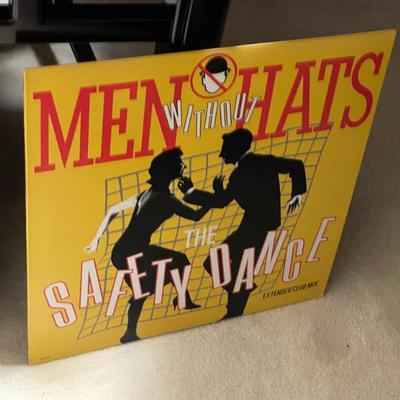 MEN WITHOUT HATS
THE
SAFETY DANCE
EXTENDED 'CLUB MIX'